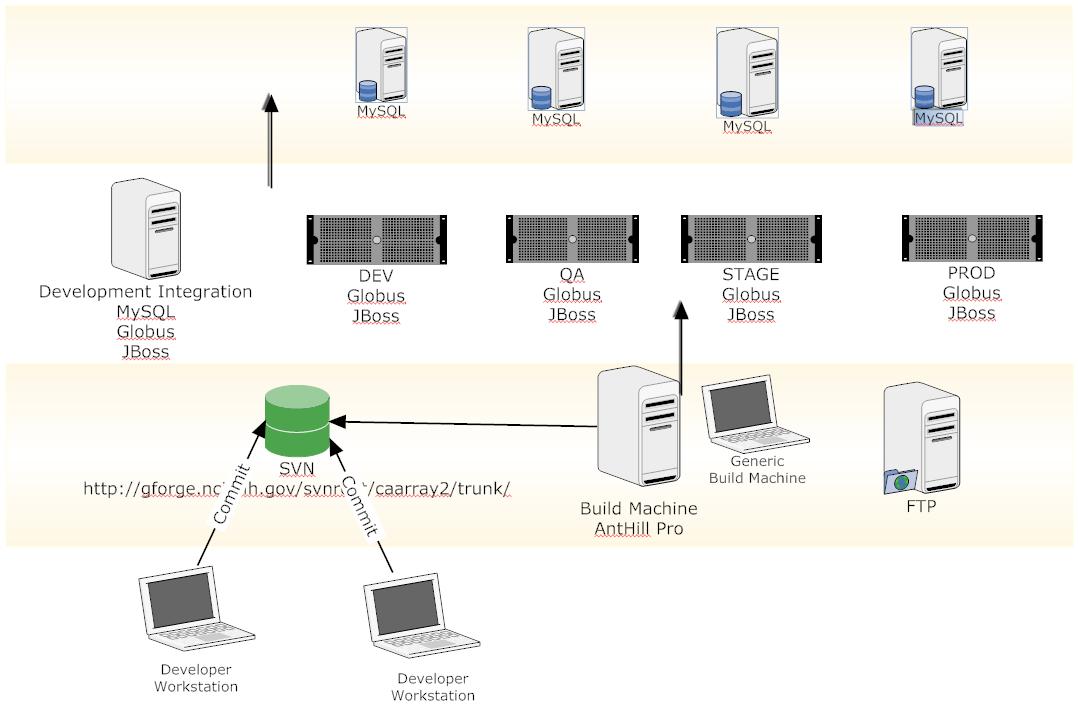 MySQL
MySQL
MySQL
MySQL
Development Integration
MySQL
Globus
JBoss
DEV
Globus
JBoss
QA
Globus
JBoss
STAGE
Globus
JBoss
PROD
Globus
JBoss
SVN
http://gforge.nc ih.gov/svnr /caarray2/trunk/
Commit
Commit
Build Machine
AntHill Pro
Generic
Build Machine
FTP
Developer
Workstation
Developer
Workstation